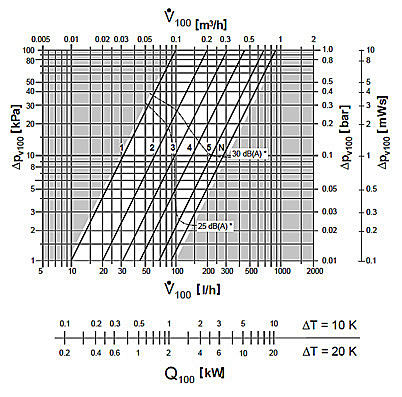 V̇100 [m³/h]
0.005 0.01 0.02 0.03 0.05 0.1 0.2 0.3 0.5 1 2
Δpv100 [kPa]
100 80 50 40 30 20 10 8 5 3 2 1
1 2 3 4 5 N
30 dB(A) *
25 dB(A) *
1.0 0.8 0.5 0.4 0.3 0.2 0.1 0.08 0.05 0.03 0.02 0.01
Δpv100 [bar]
10 8 5 4 3 2 1 0.8 0.5 0.3 0.2 0.1
Δpv100 [mWs]
5 10 20 30 50 100 200 300 500 1000 2000
V̇100 [l/h]
0.1 0.2 0.3 0.5 1 2 3 5 10 ΔT = 10 K
0.2 0.4 0.6 1 2 4 6 10 20 ΔT = 20 K
Q100 [kW]